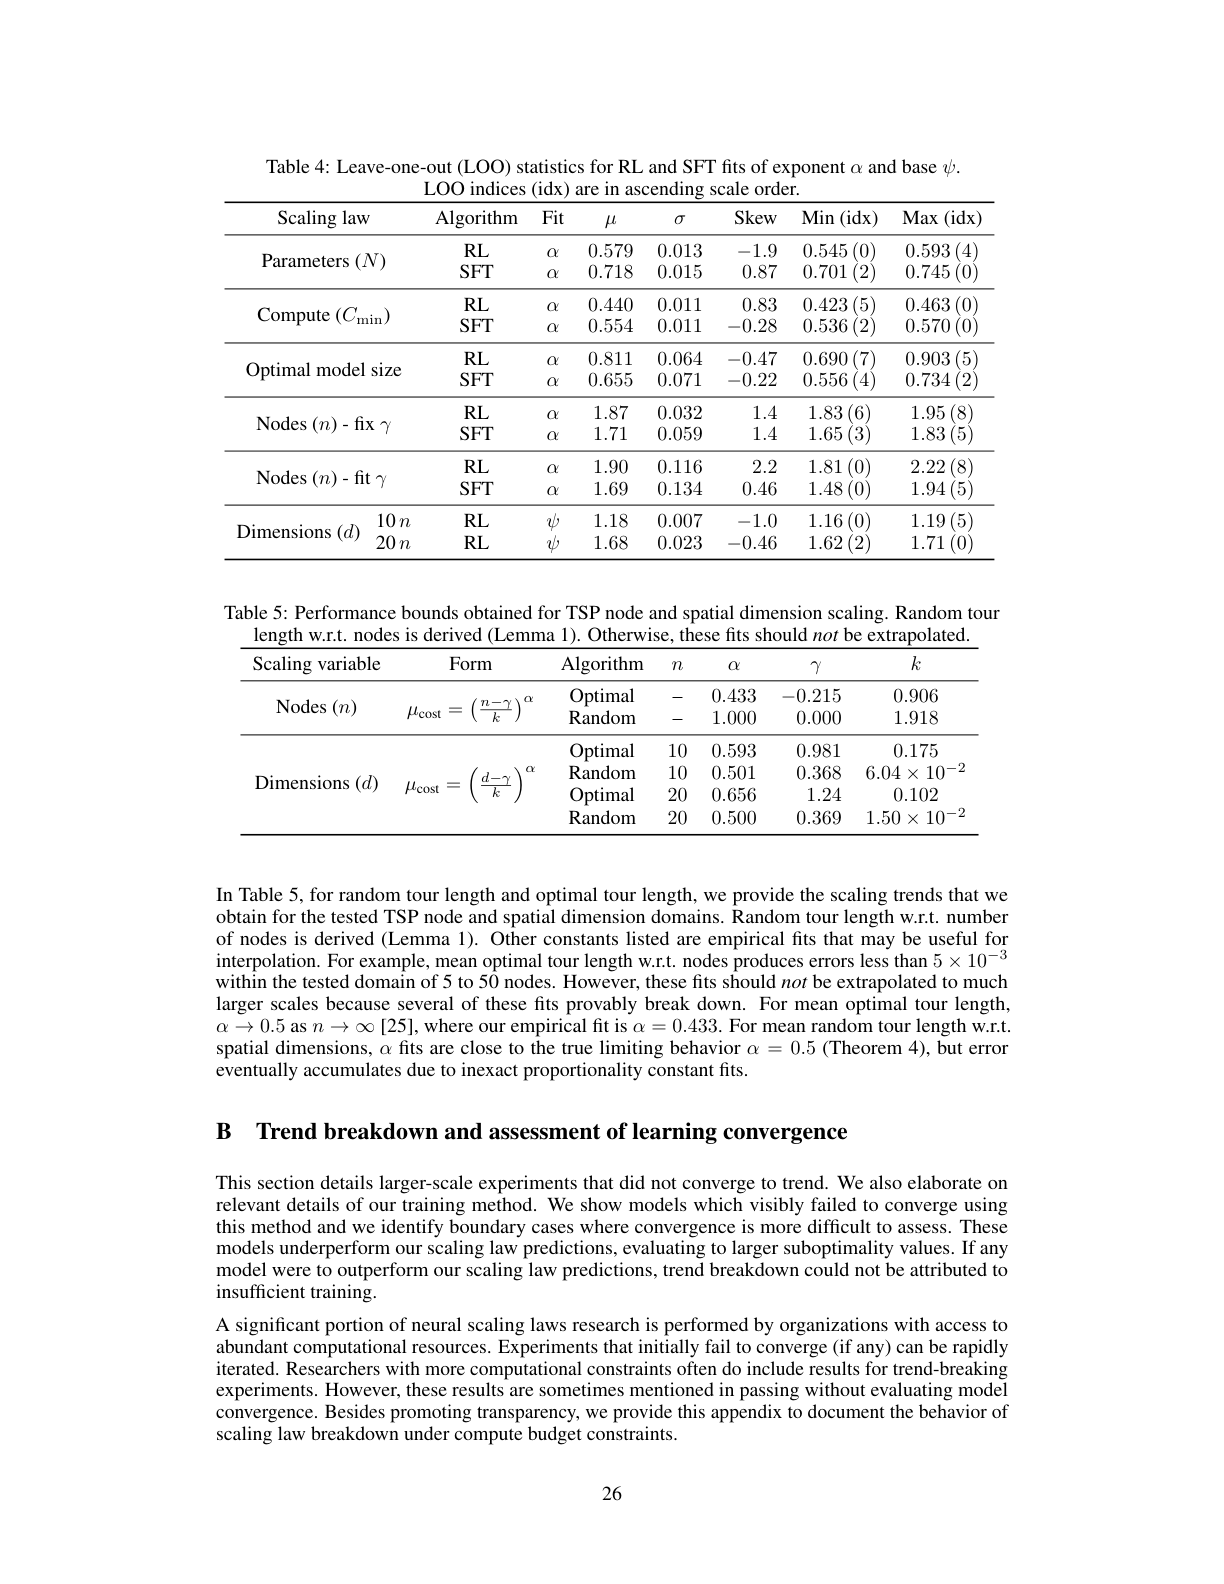 Table 4: Leave-one-out (LOO) statistics for RL and SFT fits of exponent α and base ψ.
LOO indices (idx) are in ascending scale order.
Scaling law Algorithm Fit μ σ Skew Min (idx) Max (idx)
Parameters (N) RL α 0.579 0.013 −1.9 0.545 (0) 0.593 (4)
SFT α 0.718 0.015 0.87 0.701 (2) 0.745 (0)
Compute (C_min) RL α 0.440 0.011 0.83 0.423 (5) 0.463 (0)
SFT α 0.554 0.011 −0.28 0.536 (2) 0.570 (0)
Optimal model size RL α 0.811 0.064 −0.47 0.690 (7) 0.903 (5)
SFT α 0.655 0.071 −0.22 0.556 (4) 0.734 (2)
Nodes (n) - fix γ RL α 1.87 0.032 1.4 1.83 (6) 1.95 (8)
SFT α 1.71 0.059 1.4 1.65 (3) 1.83 (5)
Nodes (n) - fit γ RL α 1.90 0.116 2.2 1.81 (0) 2.22 (8)
SFT α 1.69 0.134 0.46 1.48 (0) 1.94 (5)
Dimensions (d) 10 n RL ψ 1.18 0.007 −1.0 1.16 (0) 1.19 (5)
20 n RL ψ 1.68 0.023 −0.46 1.62 (2) 1.71 (0)
Table 5: Performance bounds obtained for TSP node and spatial dimension scaling. Random tour
length w.r.t. nodes is derived (Lemma 1). Otherwise, these fits should not be extrapolated.
Scaling variable Form Algorithm n α γ k
Nodes (n) μ_cost = ((n−γ)/k)^α Optimal – 0.433 −0.215 0.906
Random – 1.000 0.000 1.918
Dimensions (d) μ_cost = ((d−γ)/k)^α Optimal 10 0.593 0.981 0.175
Random 10 0.501 0.368 6.04 × 10⁻²
Optimal 20 0.656 1.24 0.102
Random 20 0.500 0.369 1.50 × 10⁻²
In Table 5, for random tour length and optimal tour length, we provide the scaling trends that we
obtain for the tested TSP node and spatial dimension domains. Random tour length w.r.t. number
of nodes is derived (Lemma 1). Other constants listed are empirical fits that may be useful for
interpolation. For example, mean optimal tour length w.r.t. nodes produces errors less than 5 × 10⁻³
within the tested domain of 5 to 50 nodes. However, these fits should not be extrapolated to much
larger scales because several of these fits provably break down. For mean optimal tour length,
α → 0.5 as n → ∞ [25], where our empirical fit is α = 0.433. For mean random tour length w.r.t.
spatial dimensions, α fits are close to the true limiting behavior α = 0.5 (Theorem 4), but error
eventually accumulates due to inexact proportionality constant fits.
B Trend breakdown and assessment of learning convergence
This section details larger-scale experiments that did not converge to trend. We also elaborate on
relevant details of our training method. We show models which visibly failed to converge using
this method and we identify boundary cases where convergence is more difficult to assess. These
models underperform our scaling law predictions, evaluating to larger suboptimality values. If any
model were to outperform our scaling law predictions, trend breakdown could not be attributed to
insufficient training.
A significant portion of neural scaling laws research is performed by organizations with access to
abundant computational resources. Experiments that initially fail to converge (if any) can be rapidly
iterated. Researchers with more computational constraints often do include results for trend-breaking
experiments. However, these results are sometimes mentioned in passing without evaluating model
convergence. Besides promoting transparency, we provide this appendix to document the behavior of
scaling law breakdown under compute budget constraints.
26